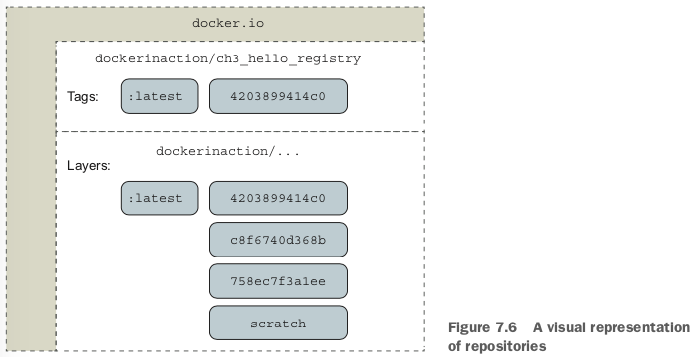 docker.io
dockerinaction/ch3_hello_registry
Tags: :latest 4203899414c0
dockerinaction/...
Layers:
:latest 4203899414c0
c8f6740d368b
758ec7f3a1ee
scratch
Figure 7.6 A visual representation
of repositories